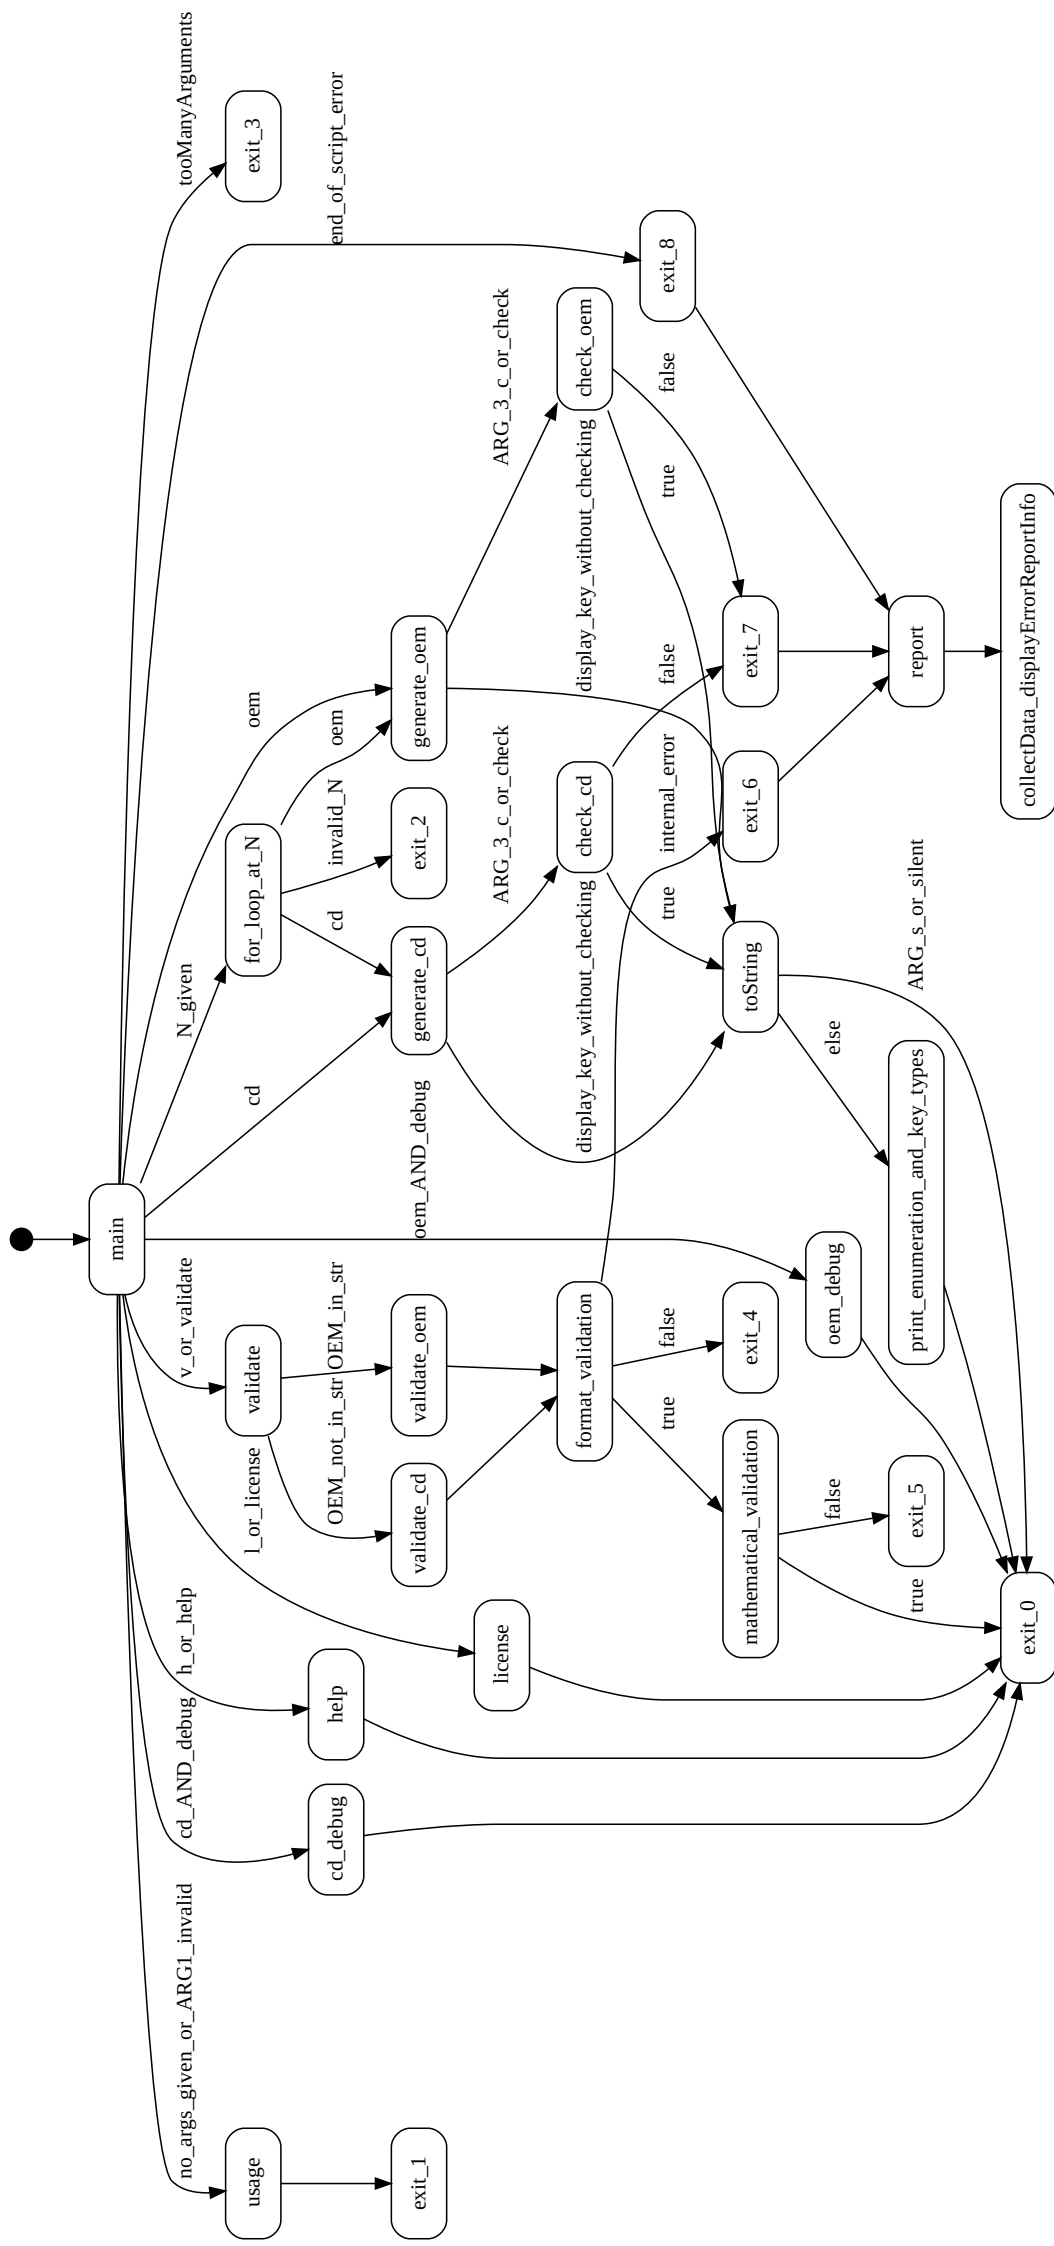 main
no_args_given_or_ARG1_invalid
cd_AND_debug
h_or_help
v_or_validate
N_given
tooManyArguments
usage
l_or_license
validate
cd
for_loop_at_N
oem
exit_3
cd_debug
help
OEM_not_in_str
OEM_in_str
cd
invalid_N
oem
end_of_script_error
exit_1
validate_cd
validate_oem
oem_AND_debug
generate_cd
exit_2
generate_oem
license
ARG_3_c_or_check
ARG_3_c_or_check
format_validation
display_key_without_checking
check_cd
display_key_without_checking
check_oem
true
false
true
internal_error
false
true
false
exit_8
mathematical_validation
exit_4
toString
exit_6
exit_7
false
oem_debug
else
true
exit_5
print_enumeration_and_key_types
ARG_s_or_silent
report
exit_0
collectData_displayErrorReportInfo